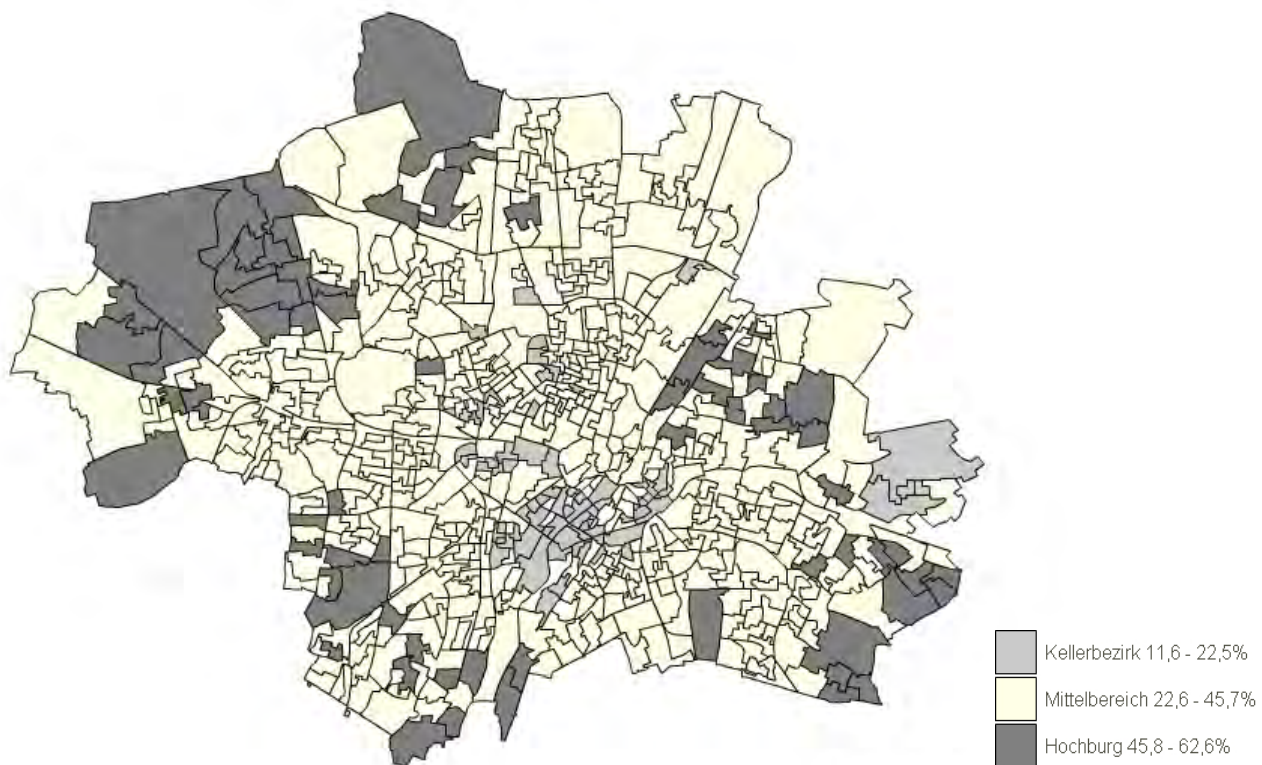 Kellerbezirk 11,6 - 22,5%
Mittelbereich 22,6 - 45,7%
Hochburg 45,8 - 62,6%